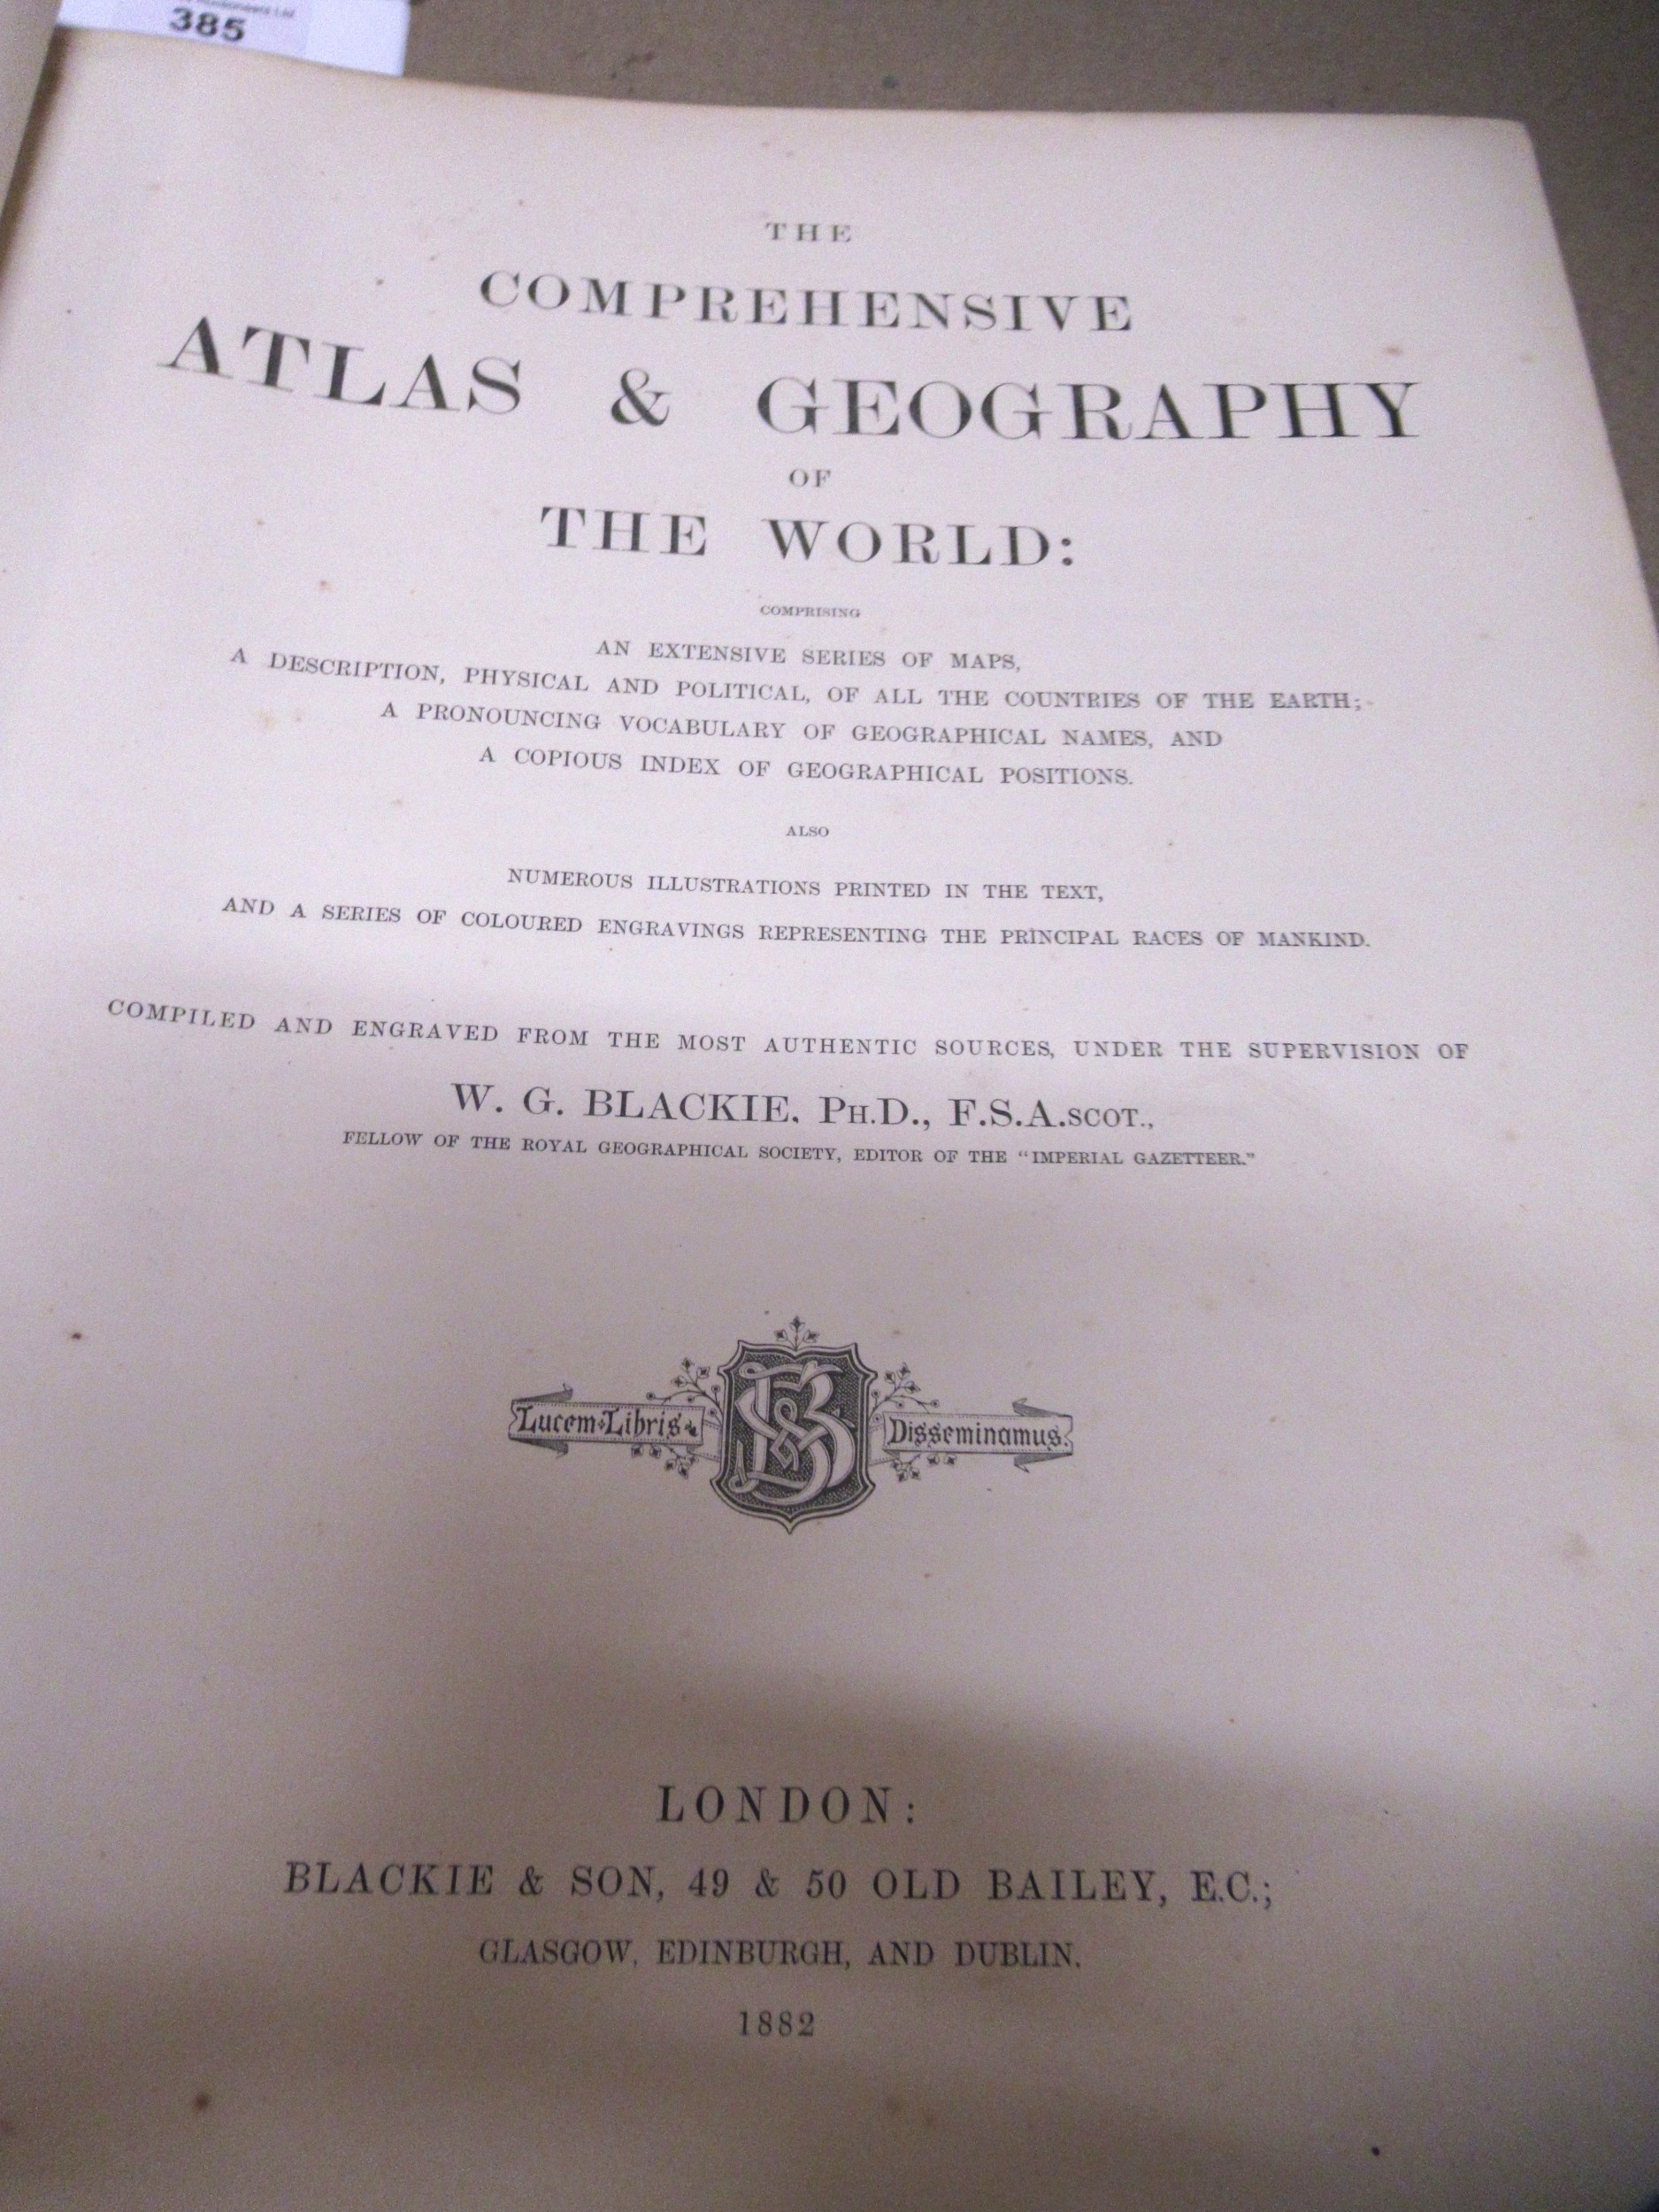 385
THE
COMPREHENSIVE
ATLAS & GEOGRAPHY
OF
THE WORLD:
COMPRISING
AN EXTENSIVE SERIES OF MAPS,
A DESCRIPTION, PHYSICAL AND POLITICAL, OF ALL THE COUNTRIES OF THE EARTH;
A PRONOUNCING VOCABULARY OF GEOGRAPHICAL NAMES, AND
A COPIOUS INDEX OF GEOGRAPHICAL POSITIONS.
ALSO
NUMEROUS ILLUSTRATIONS PRINTED IN THE TEXT,
AND A SERIES OF COLOURED ENGRAVINGS REPRESENTING THE PRINCIPAL RACES OF MANKIND.
COMPILED AND ENGRAVED FROM THE MOST AUTHENTIC SOURCES, UNDER THE SUPERVISION OF
W. G. BLACKIE. PH.D., F.S.A.SCOT.,
FELLOW OF THE ROYAL GEOGRAPHICAL SOCIETY, EDITOR OF THE "IMPERIAL GAZETTEER."
Lucem Libris Disseminamus.
LONDON:
BLACKIE & SON, 49 & 50 OLD BAILEY, E.C.;
GLASGOW, EDINBURGH, AND DUBLIN.
1882